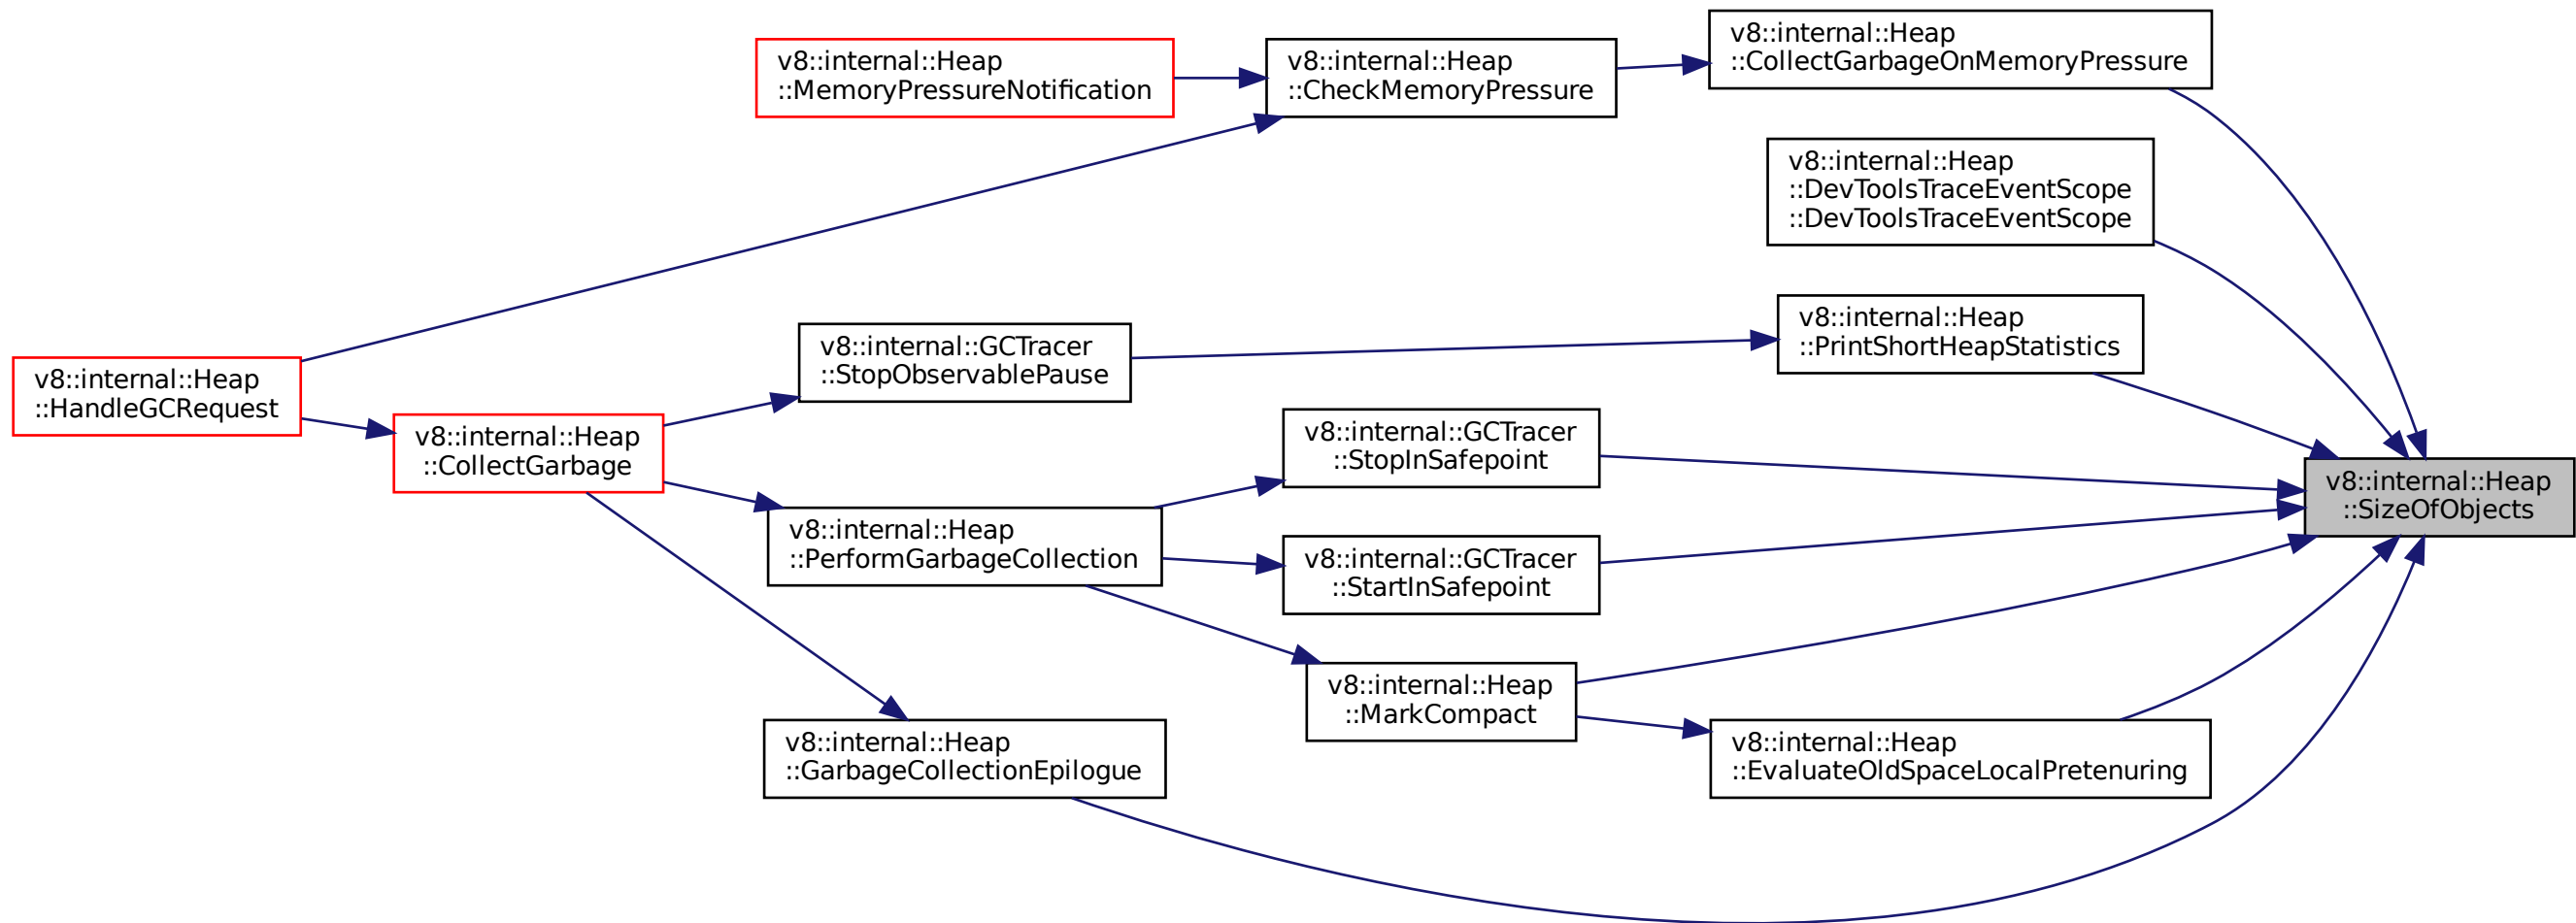 v8::internal::Heap
::CollectGarbageOnMemoryPressure
v8::internal::Heap
::MemoryPressureNotification
v8::internal::Heap
::CheckMemoryPressure
v8::internal::Heap
::DevToolsTraceEventScope
::DevToolsTraceEventScope
v8::internal::Heap
::PrintShortHeapStatistics
v8::internal::GCTracer
::StopObservablePause
v8::internal::Heap
::HandleGCRequest
v8::internal::Heap
::CollectGarbage
v8::internal::GCTracer
::StopInSafepoint
v8::internal::Heap
::SizeOfObjects
v8::internal::Heap
::PerformGarbageCollection
v8::internal::GCTracer
::StartInSafepoint
v8::internal::Heap
::MarkCompact
v8::internal::Heap
::GarbageCollectionEpilogue
v8::internal::Heap
::EvaluateOldSpaceLocalPretenuring